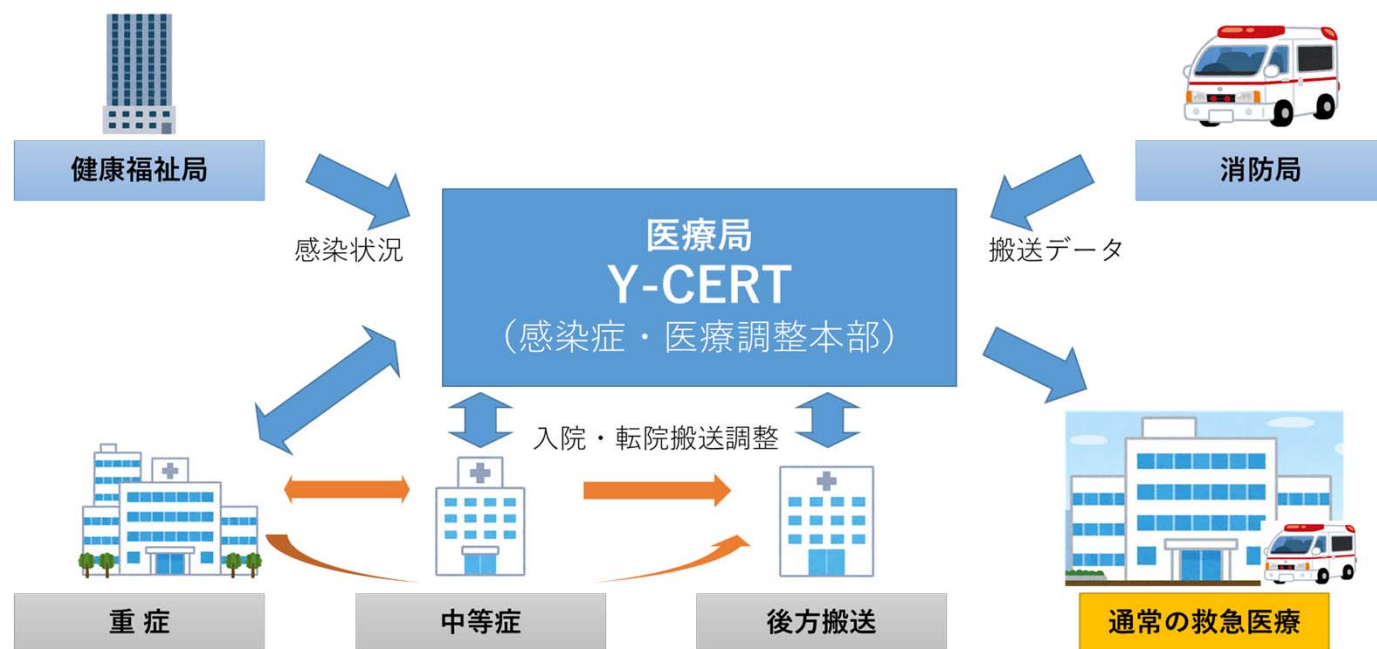 健康福祉局
消防局
感染状況
医療局
Y-CERT
（感染症・医療調整本部）
搬送データ
入院・転院搬送調整
重 症
中等症
後方搬送
通常の救急医療